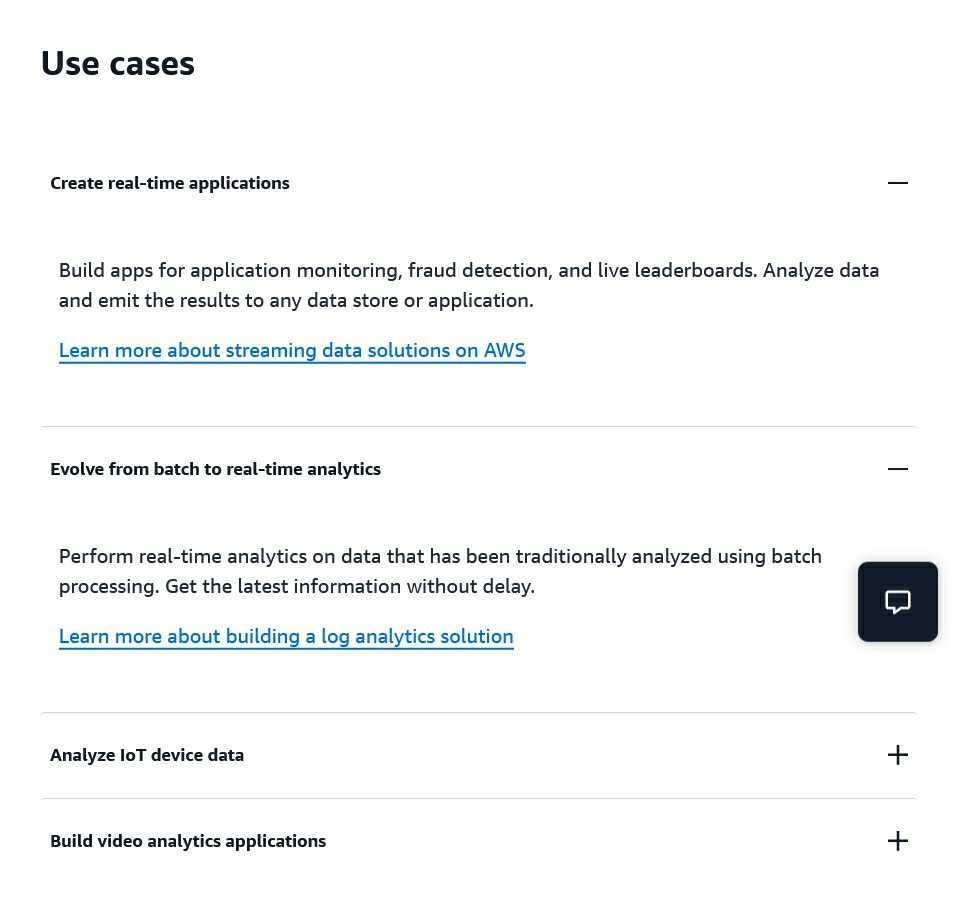 Use cases
Create real-time applications
Build apps for application monitoring, fraud detection, and live leaderboards. Analyze data
and emit the results to any data store or application.
Learn more about streaming data solutions on AWS
Evolve from batch to real-time analytics
Perform real-time analytics on data that has been traditionally analyzed using batch
processing. Get the latest information without delay.
Learn more about building a log analytics solution
Analyze IoT device data
Build video analytics applications